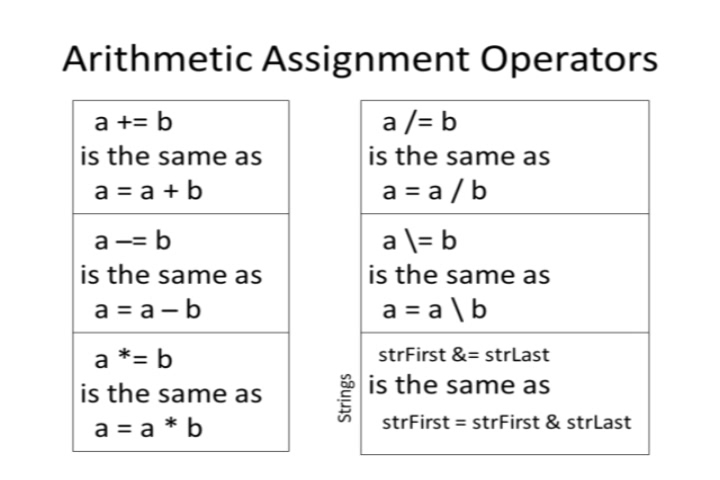 Arithmetic Assignment Operators
a += b
is the same as
a = a + b
a –= b
is the same as
a = a – b
a *= b
is the same as
a = a * b
a /= b
is the same as
a = a / b
a \= b
is the same as
a = a \ b
Strings
strFirst &= strLast
is the same as
strFirst = strFirst & strLast